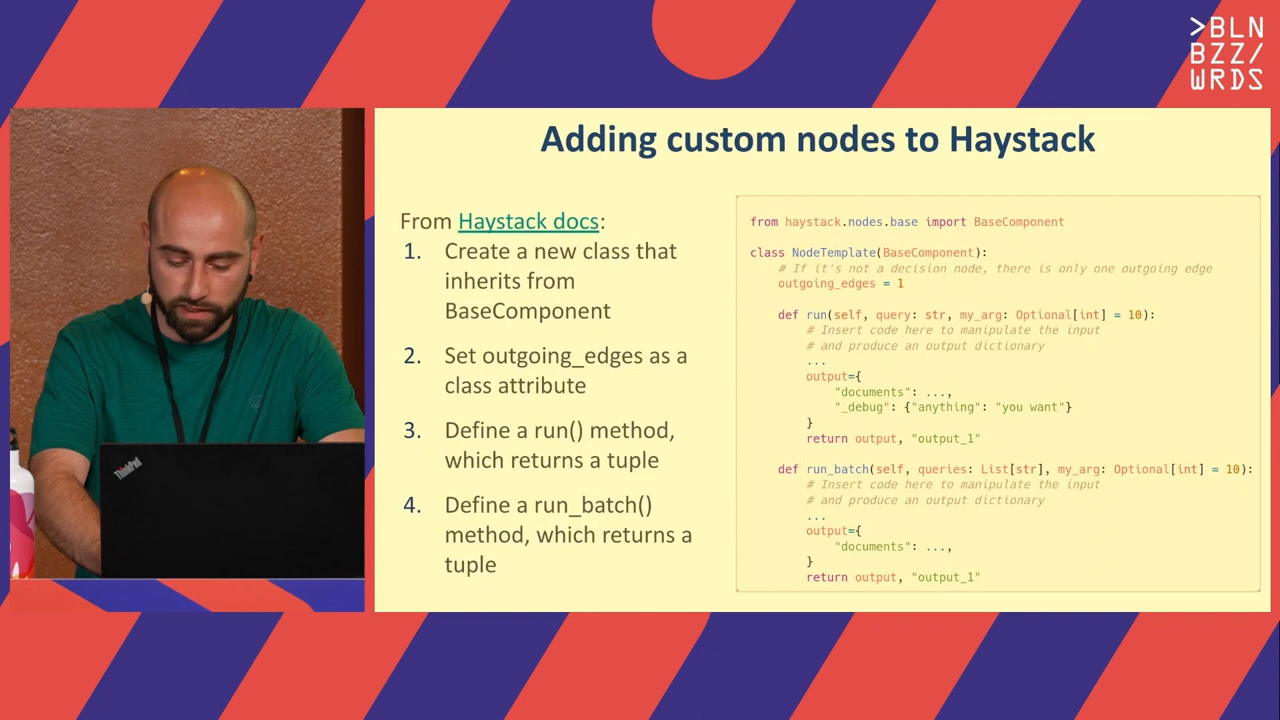 >BLN
BZZ/
WRDS
Adding custom nodes to Haystack
From Haystack docs:
1. Create a new class that
inherits from
BaseComponent
2. Set outgoing_edges as a
class attribute
3. Define a run() method,
which returns a tuple
4. Define a run_batch()
method, which returns a
tuple
from haystack.nodes.base import BaseComponent
class NodeTemplate(BaseComponent):
# If it's not a decision node, there is only one outgoing edge
outgoing_edges = 1
def run(self, query: str, my_arg: Optional[int] = 10):
# Insert code here to manipulate the input
# and produce an output dictionary
...
output={
"documents": ...,
"_debug": {"anything": "you want"}
}
return output, "output_1"
def run_batch(self, queries: List[str], my_arg: Optional[int] = 10):
# Insert code here to manipulate the input
# and produce an output dictionary
...
output={
"documents": ...,
}
return output, "output_1"
ThinkPad